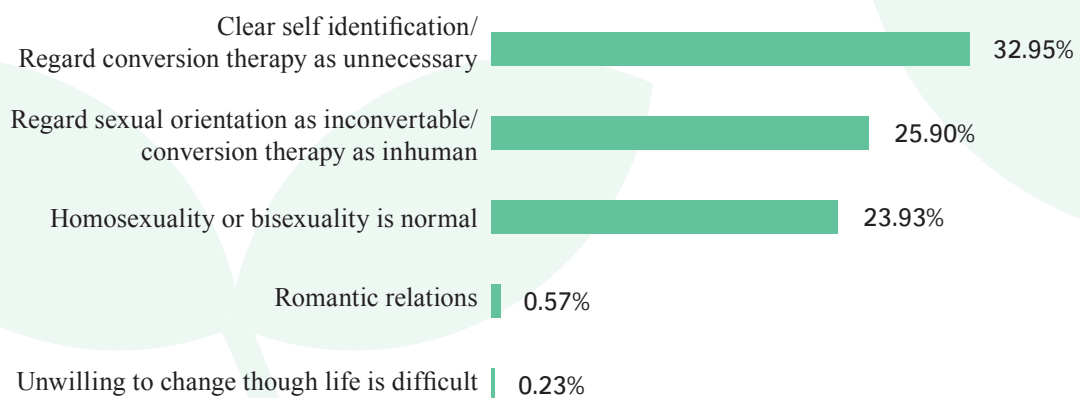 Clear self identification/
Regard conversion therapy as unnecessary
32.95%
Regard sexual orientation as inconvertable/
conversion therapy as inhuman
25.90%
Homosexuality or bisexuality is normal
23.93%
Romantic relations
0.57%
Unwilling to change though life is difficult
0.23%